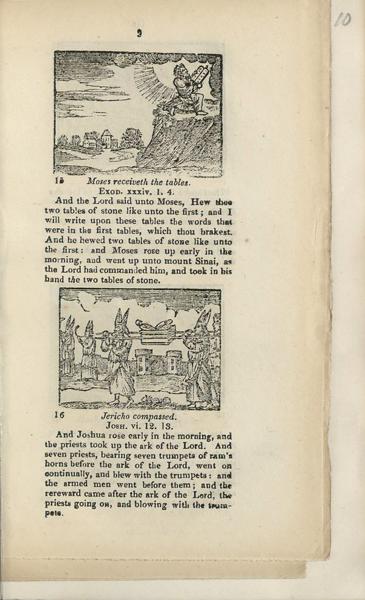 10
9
15 Moses receiveth the tables.
EXOD. xxxiv. 1. 4.
And the Lord said unto Moses, Hew thee
two tables of stone like unto the first; and I
will write upon these tables the words that
were in the first tables, which thou brakest.
And he hewed two tables of stone like unto
the first: and Moses rose up early in the
morning, and went up unto mount Sinai, as
the Lord had commanded him, and took in his
hand the two tables of stone.
16 Jericho compassed.
JOSH. vi. 12. 13.
And Joshua rose early in the morning, and
the priests took up the ark of the Lord. And
seven priests, bearing seven trumpets of ram's
horns before the ark of the Lord, went on
continually, and blew with the trumpets: and
the armed men went before them; and the
rereward came after the ark of the Lord, the
priests going on, and blowing with the trum-
pets.